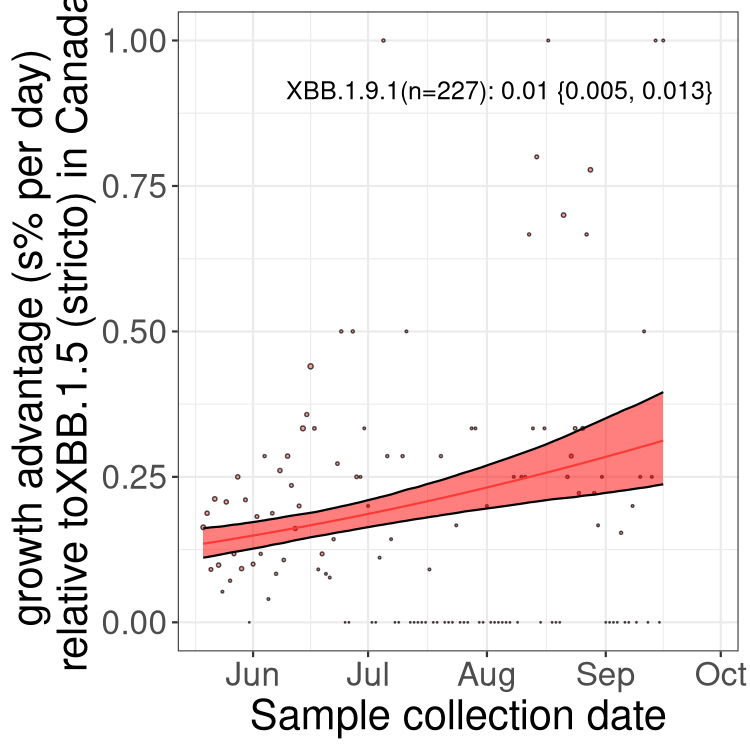 growth advantage (s% per day)
relative toXBB.1.5 (stricto) in Canada
1.00
XBB.1.9.1(n=227): 0.01 {0.005, 0.013}
0.75
0.50
0.25
0.00
Jun Jul Aug Sep Oct
Sample collection date